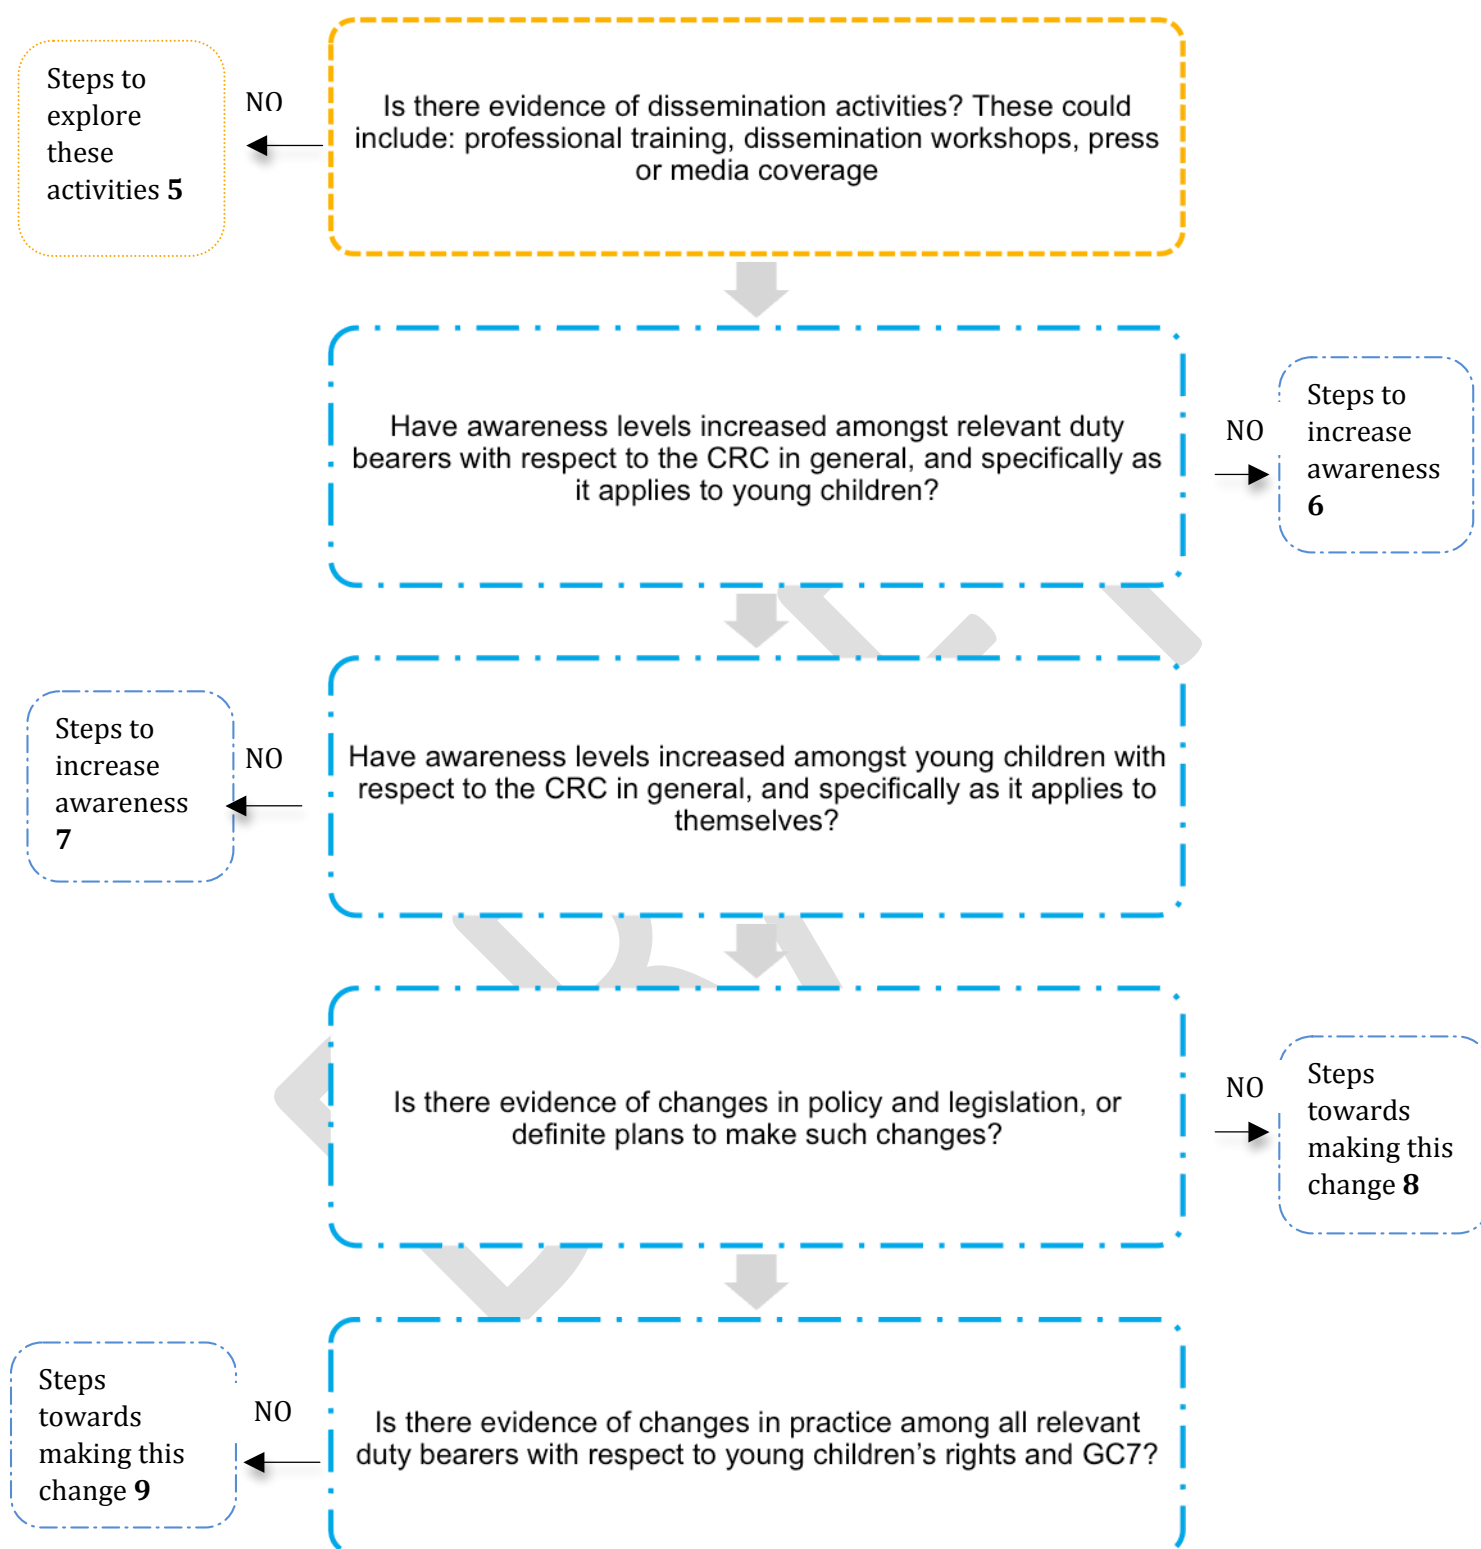 Steps to
explore
these
activities 5
NO
Is there evidence of dissemination activities? These could
include: professional training, dissemination workshops, press
or media coverage
Have awareness levels increased amongst relevant duty
bearers with respect to the CRC in general, and specifically as
it applies to young children?
NO
Steps to
increase
awareness
6
Steps to
increase
awareness
7
NO
Have awareness levels increased amongst young children with
respect to the CRC in general, and specifically as it applies to
themselves?
Is there evidence of changes in policy and legislation, or
definite plans to make such changes?
NO
Steps
towards
making this
change 8
Steps
towards
making this
change 9
NO
Is there evidence of changes in practice among all relevant
duty bearers with respect to young children’s rights and GC7?